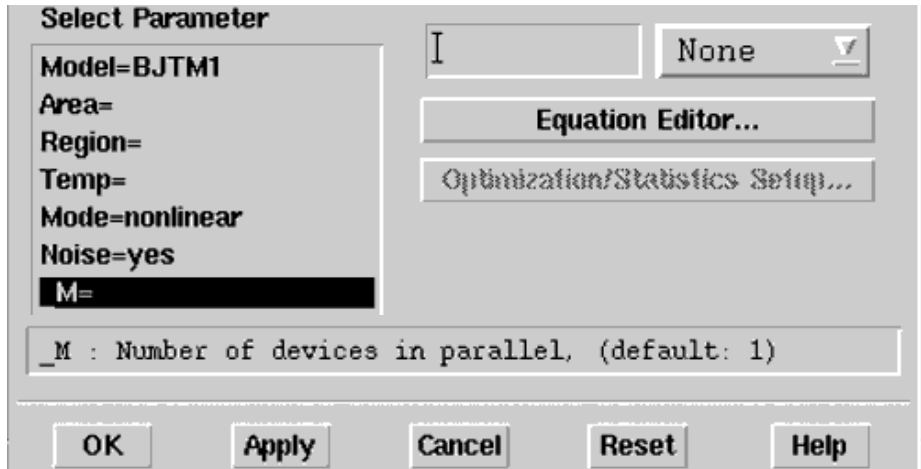 Select Parameter
Model=BJTM1
Area=
Region=
Temp=
Mode=nonlinear
Noise=yes
_M=
None
Equation Editor...
Optimization/Statistics Setup...
_M : Number of devices in parallel, (default: 1)
OK Apply Cancel Reset Help